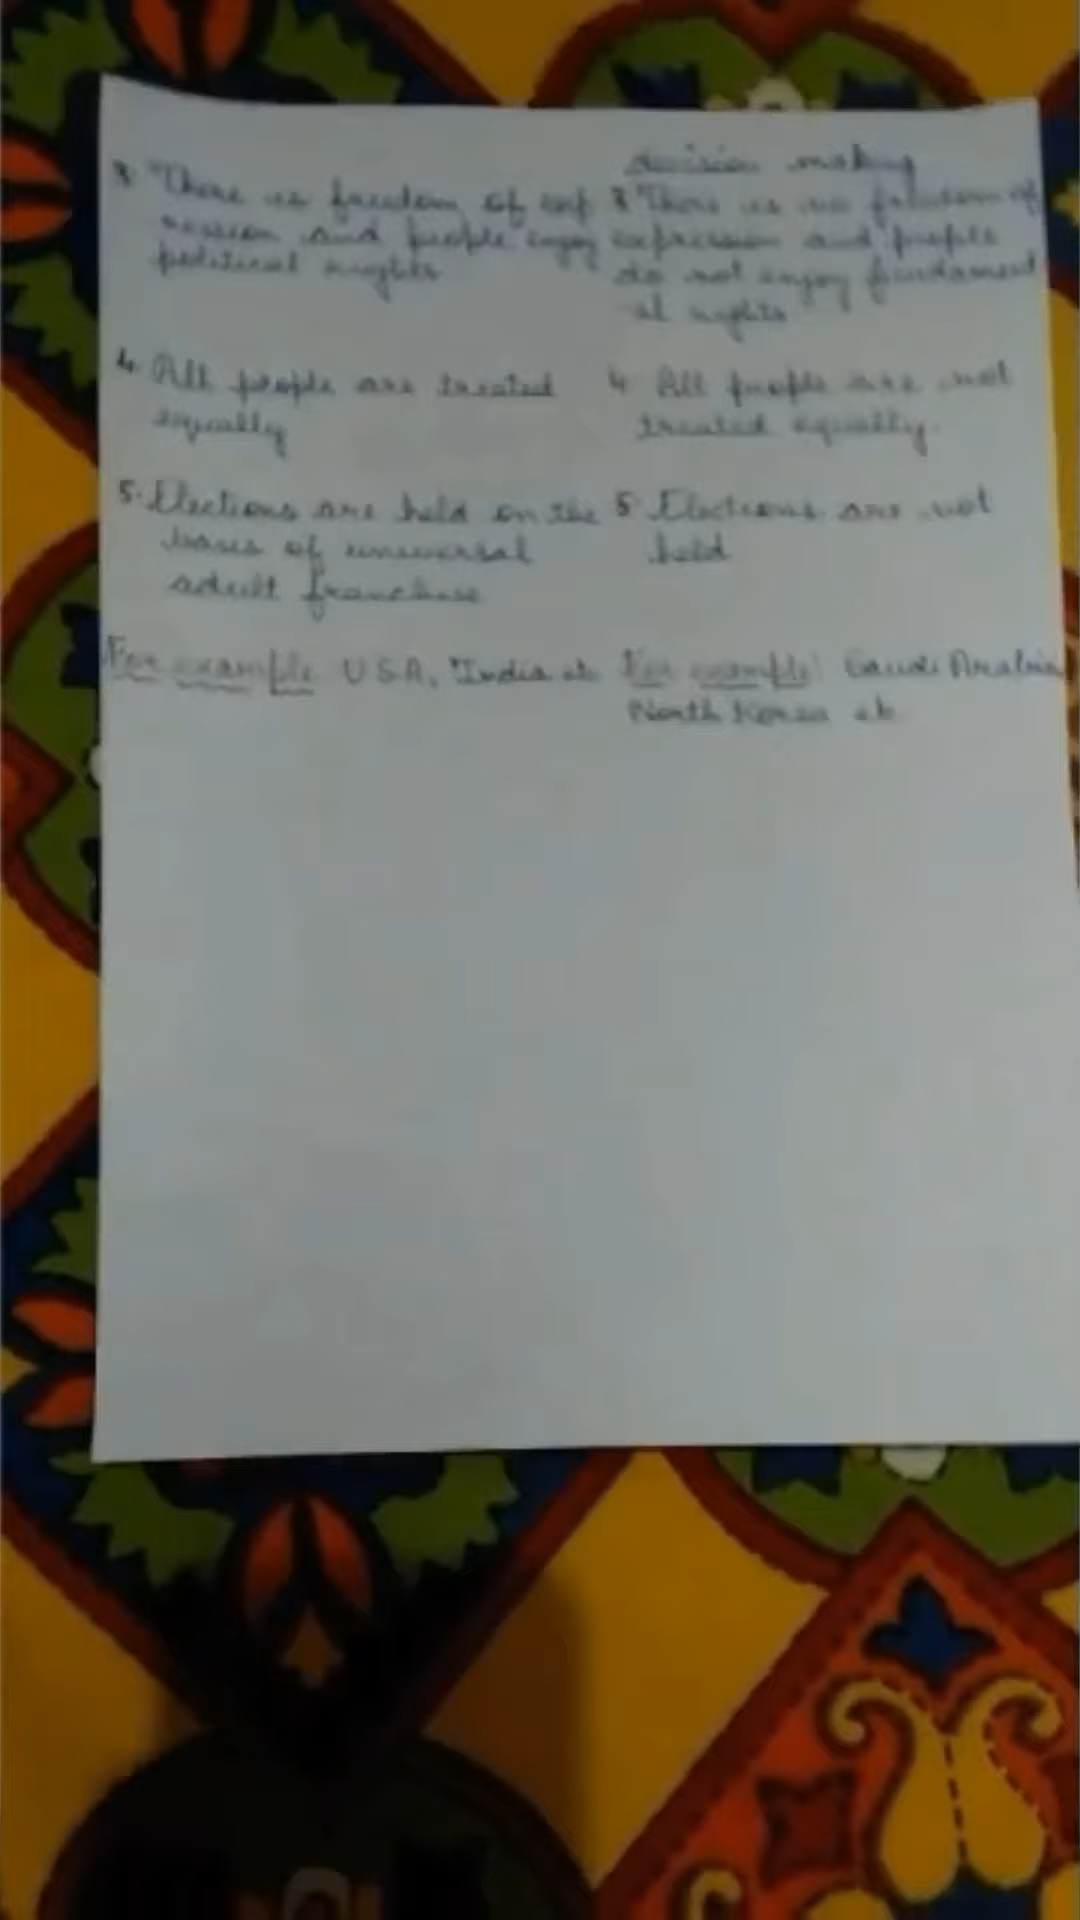 decision making
3. There is freedom of exp
ression and people enjoy
political rights
3 There is no freedom of
expression and people
do not enjoy fundament
al rights
4. All people are treated
equally
4 All people are not
treated equally.
5. Elections are held on the
basis of universal
adult franchise
5 Elections are not
held
For example USA, India etc
For example: Saudi Arabia
North Korea etc